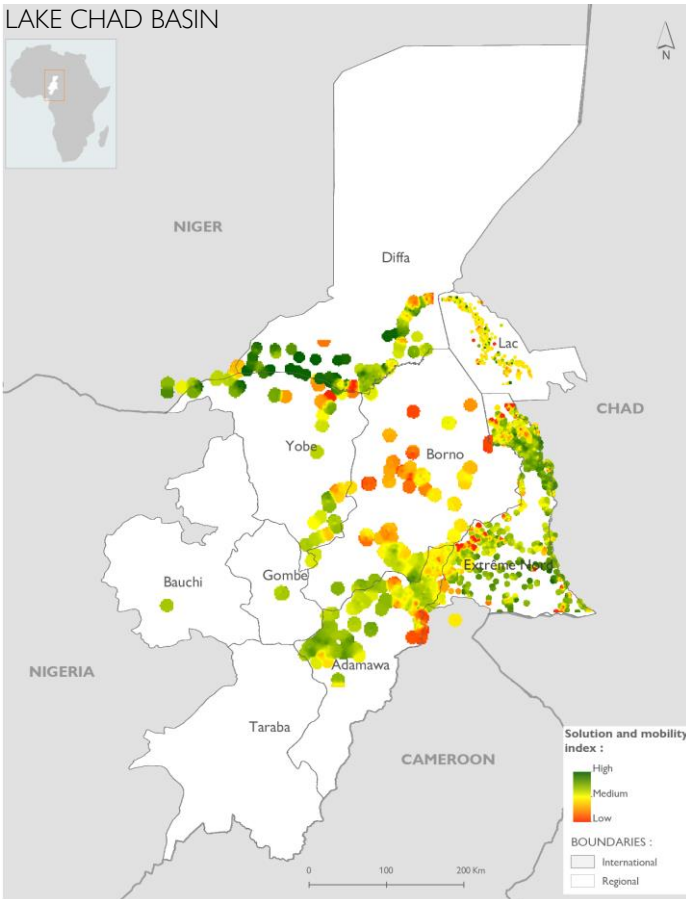 LAKE CHAD BASIN
N
NIGER
Diffa
Lac
CHAD
Yobe
Borno
Extrême Nord
Bauchi
Gombe
NIGERIA
Adamawa
Taraba
CAMEROON
Solution and mobility
index :
High
Medium
Low
BOUNDARIES :
International
Regional
0 100 200 Km